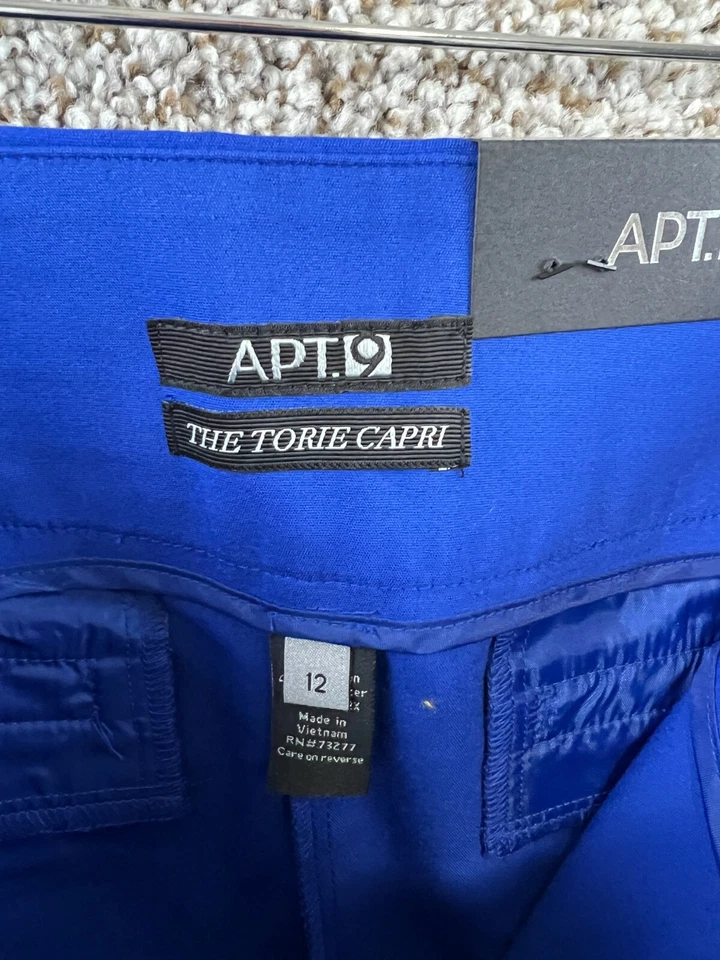 APT.
APT.9
THE TORIE CAPRI
12
Made in
Vietnam
RN#73277
Care on reverse